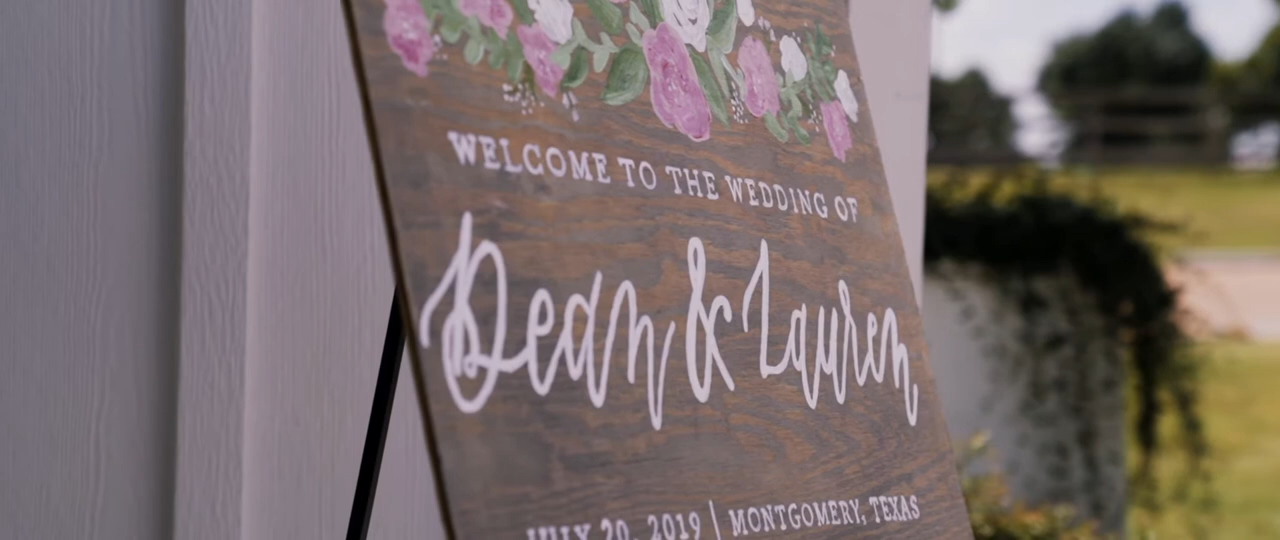 WELCOME TO THE WEDDING OF
Dean & Lauren
JULY 20, 2019 | MONTGOMERY, TEXAS